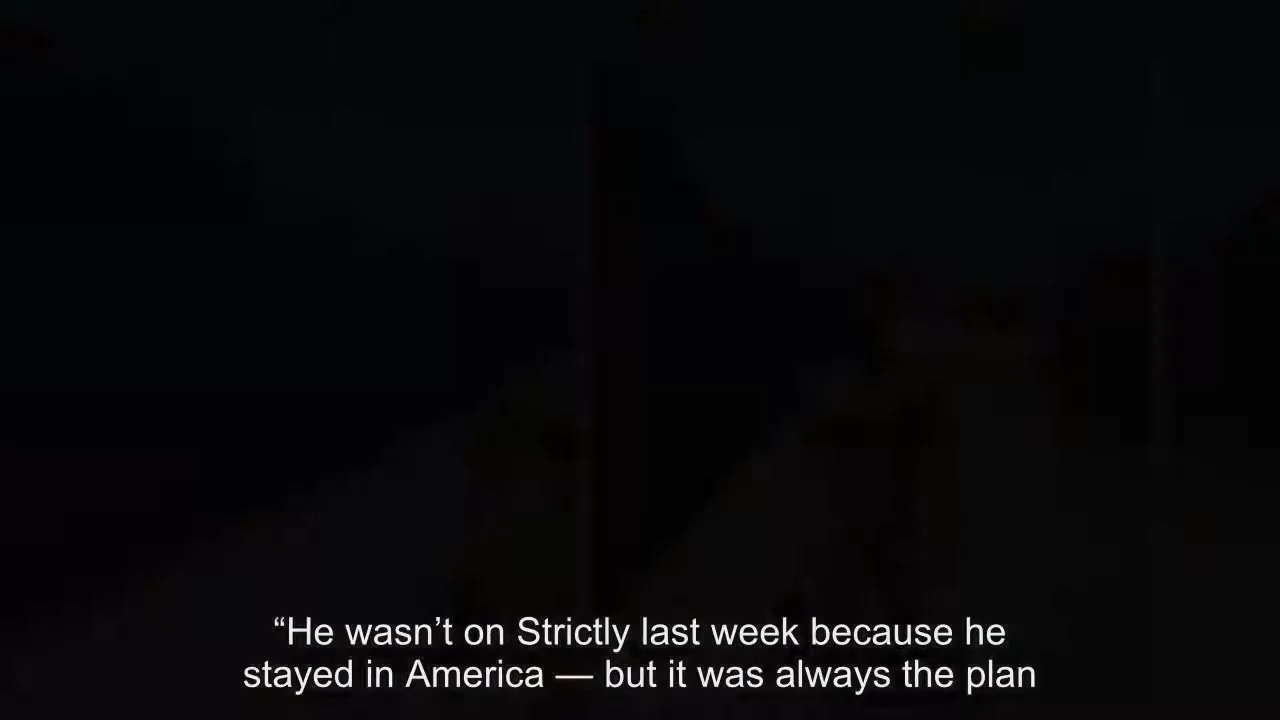 “He wasn’t on Strictly last week because he
stayed in America — but it was always the plan